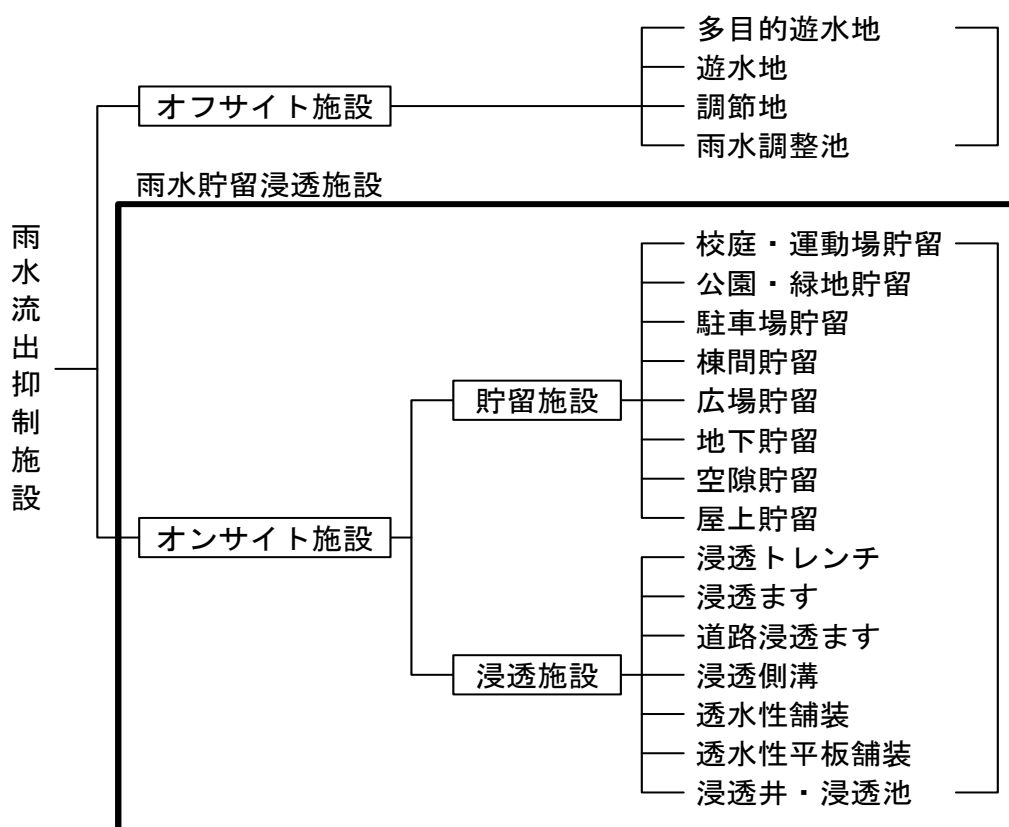 多目的遊水地
遊水地
オフサイト施設
調節地
雨水調整池
雨水貯留浸透施設
雨水流出抑制施設
校庭・運動場貯留
公園・緑地貯留
駐車場貯留
棟間貯留
貯留施設
広場貯留
地下貯留
空隙貯留
屋上貯留
オンサイト施設
浸透トレンチ
浸透ます
道路浸透ます
浸透施設
浸透側溝
透水性舗装
透水性平板舗装
浸透井・浸透池